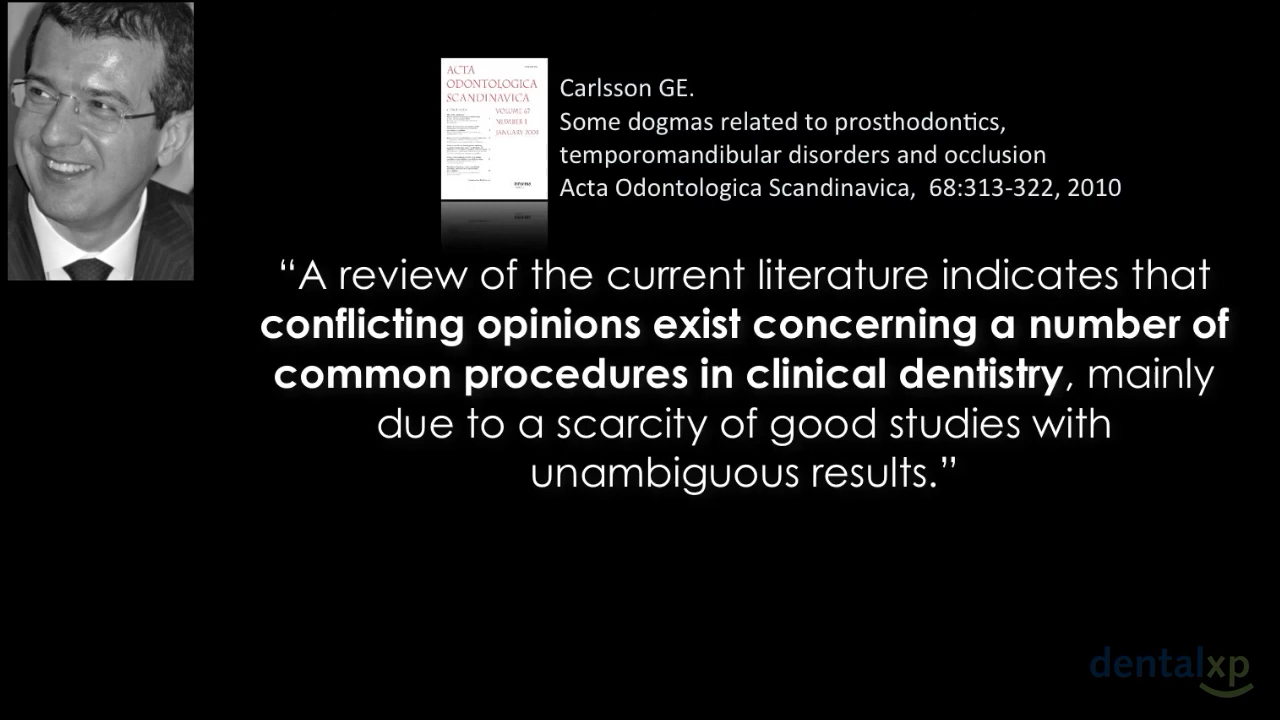 ACTA
ODONTOLOGICA
SCANDINAVICA
Carlsson GE.
Some dogmas related to prosthodontics,
temporomandibular disorders and occlusion
Acta Odontologica Scandinavica, 68:313-322, 2010
“A review of the current literature indicates that
conflicting opinions exist concerning a number of
common procedures in clinical dentistry, mainly
due to a scarcity of good studies with
unambiguous results.”
dentalxp